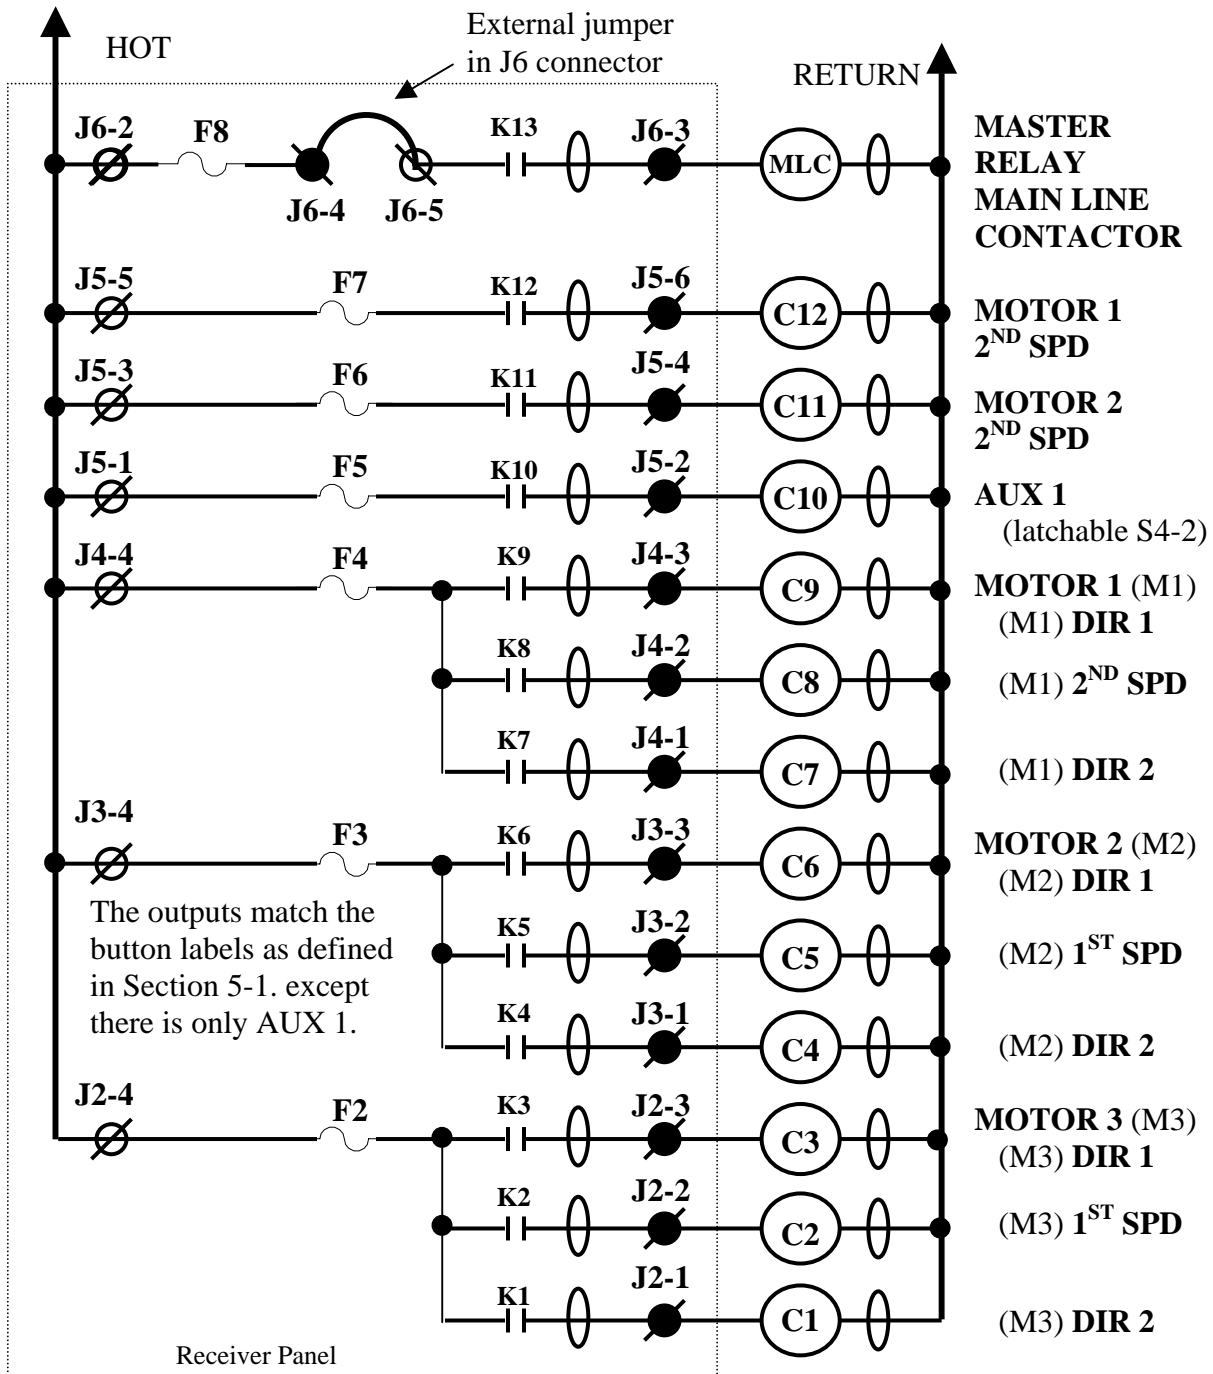 HOT
External jumper
in J6 connector
RETURN
J6-2 F8 J6-4 J6-5 K13 J6-3 MLC
MASTER
RELAY
MAIN LINE
CONTACTOR
J5-5 F7 K12 J5-6 C12
MOTOR 1
2ND SPD
J5-3 F6 K11 J5-4 C11
MOTOR 2
2ND SPD
J5-1 F5 K10 J5-2 C10
AUX 1
(latchable S4-2)
J4-4 F4 K9 J4-3 C9
MOTOR 1 (M1)
(M1) DIR 1
K8 J4-2 C8 (M1) 2ND SPD
K7 J4-1 C7 (M1) DIR 2
J3-4 F3 K6 J3-3 C6
MOTOR 2 (M2)
(M2) DIR 1
The outputs match the
button labels as defined
in Section 5-1. except
there is only AUX 1.
K5 J3-2 C5 (M2) 1ST SPD
K4 J3-1 C4 (M2) DIR 2
J2-4 F2 K3 J2-3 C3
MOTOR 3 (M3)
(M3) DIR 1
K2 J2-2 C2 (M3) 1ST SPD
K1 J2-1 C1 (M3) DIR 2
Receiver Panel